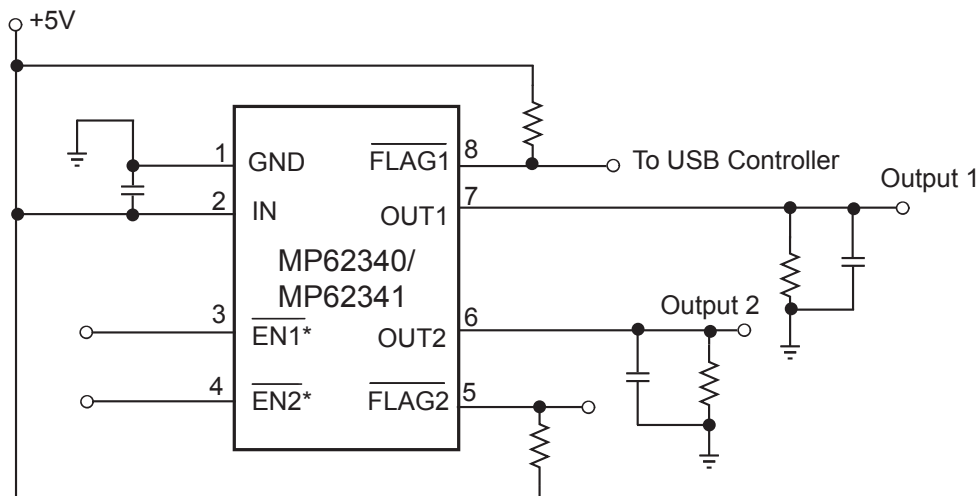 +5V
1
GND
2
IN
3
EN1*
4
EN2*
MP62340/
MP62341
FLAG1
8
To USB Controller
OUT1
7
Output 1
OUT2
6
Output 2
FLAG2
5